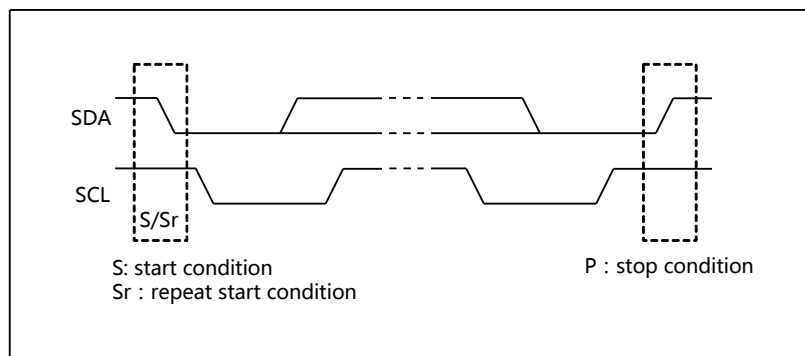 SDA
SCL
S/Sr
S: start condition
Sr : repeat start condition
P : stop condition